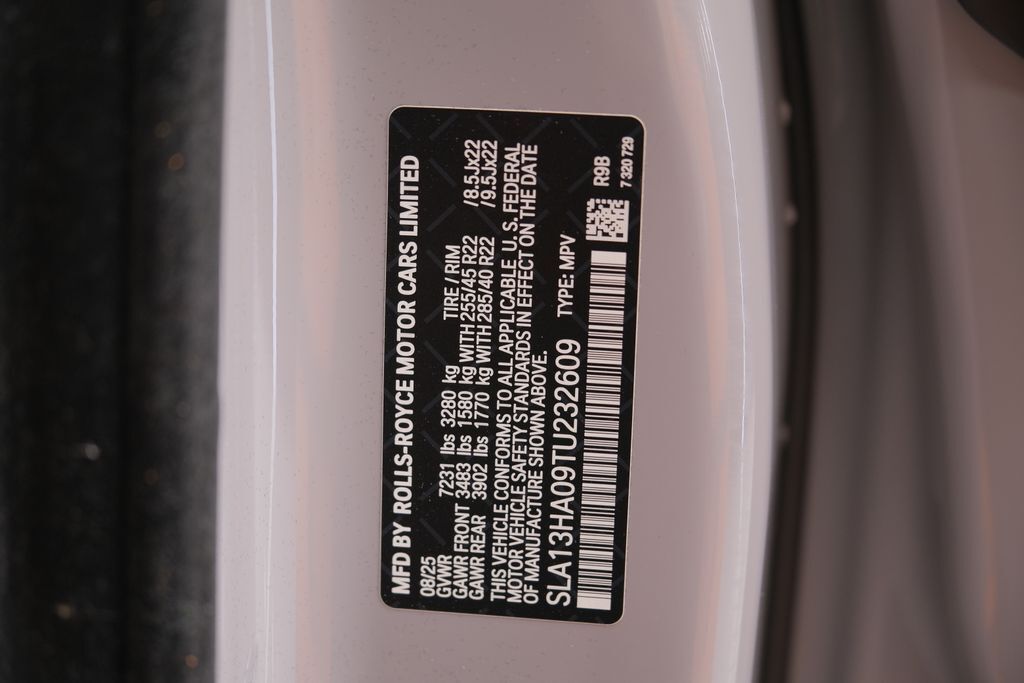 MFD BY ROLLS-ROYCE MOTOR CARS LIMITED
08/25
GVWR 7231 lbs 3280 kg TIRE / RIM
GAWR FRONT 3483 lbs 1580 kg WITH 255/45 R22 /8.5Jx22
GAWR REAR 3902 lbs 1770 kg WITH 285/40 R22 /9.5Jx22
THIS VEHICLE CONFORMS TO ALL APPLICABLE U. S. FEDERAL
MOTOR VEHICLE SAFETY STANDARDS IN EFFECT ON THE DATE
OF MANUFACTURE SHOWN ABOVE.
SLA13HA09TU232609 TYPE: MPV
R9B
7 320 729